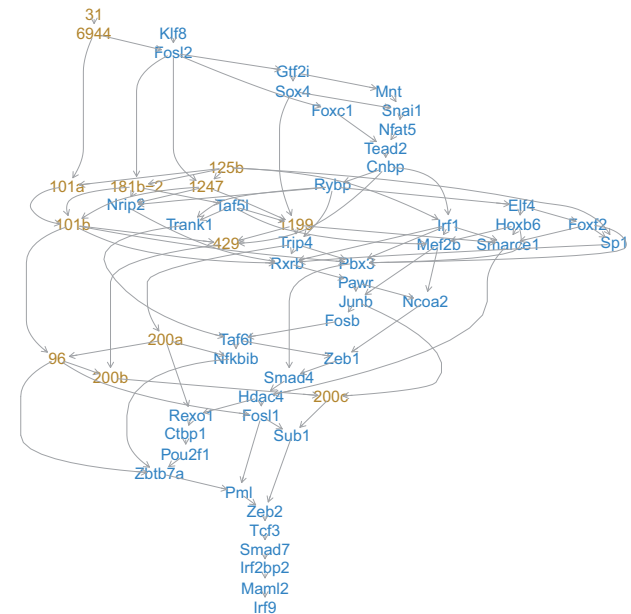 31
6944 Klf8
Fosl2
Gtf2i
Sox4 Mnt
Foxc1 Snai1
Nfat5
Tead2
Cnbp
125b
101a 181b-2 1247 Rybp
Nrip2 Taf5l Elf4
101b Trank1 199 Irf1 Hoxb6 Foxf2
429 Trip4 Mef2b Smarce1 Sp1
Rxrb Pbx3
Pawr
Junb Ncoa2
Fosb
200a Taf6l
96 Nfkbib Zeb1
200b Smad4
Hdac4 200c
Rexo1 Fosl1
Ctbp1 Sub1
Pou2f1
Zbtb7a
Pml
Zeb2
Tcf3
Smad7
Irf2bp2
Maml2
Irf9